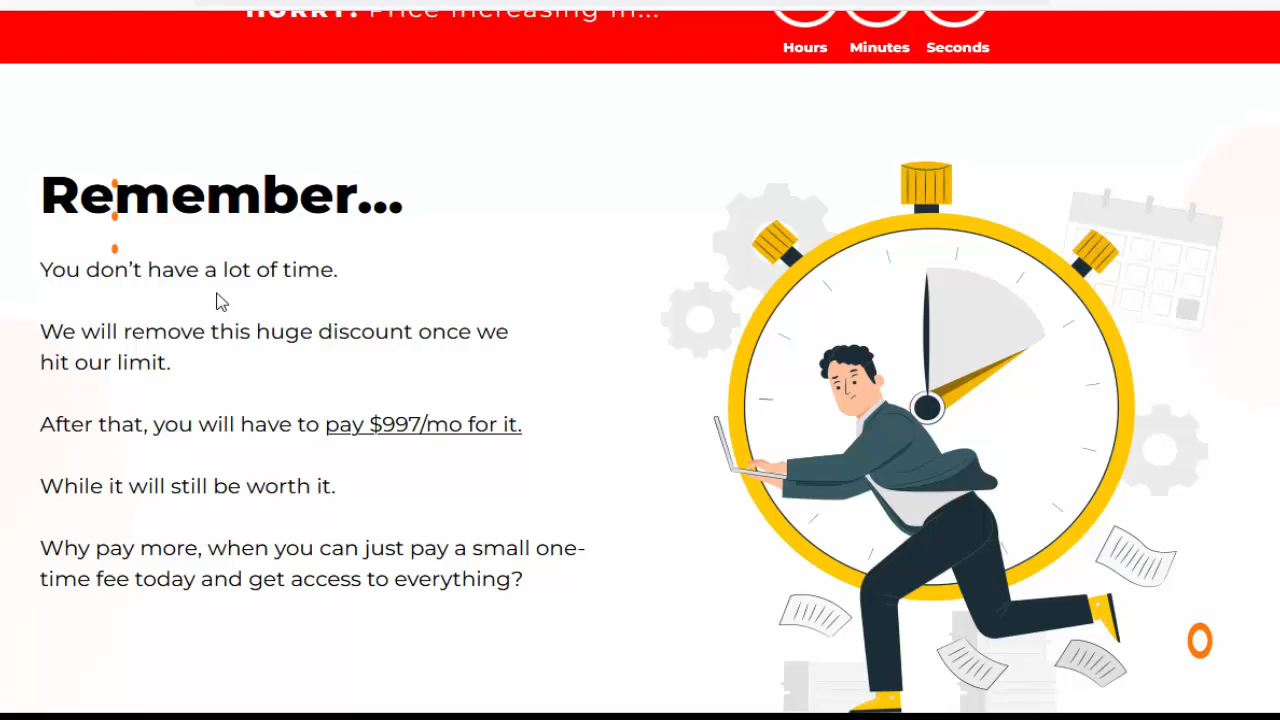 HURRY! Price Increasing In...
Hours Minutes Seconds
Remember...
You don’t have a lot of time.
We will remove this huge discount once we
hit our limit.
After that, you will have to pay $997/mo for it.
While it will still be worth it.
Why pay more, when you can just pay a small one-
time fee today and get access to everything?